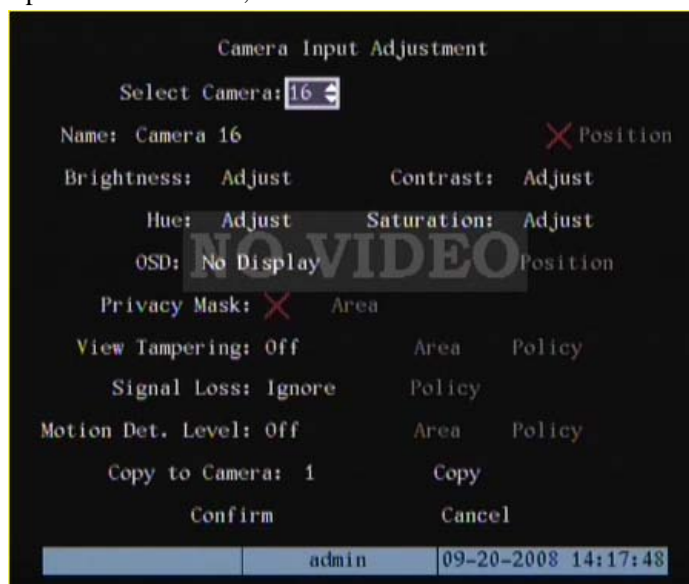 Camera Input Adjustment
Select Camera: 16
Name: Camera 16 Position
Brightness: Adjust Contrast: Adjust
Hue: Adjust Saturation: Adjust
NO VIDEO
OSD: No Display Position
Privacy Mask: Area
View Tampering: Off Area Policy
Signal Loss: Ignore Policy
Motion Det. Level: Off Area Policy
Copy to Camera: 1 Copy
Confirm Cancel
admin 09-20-2008 14:17:48